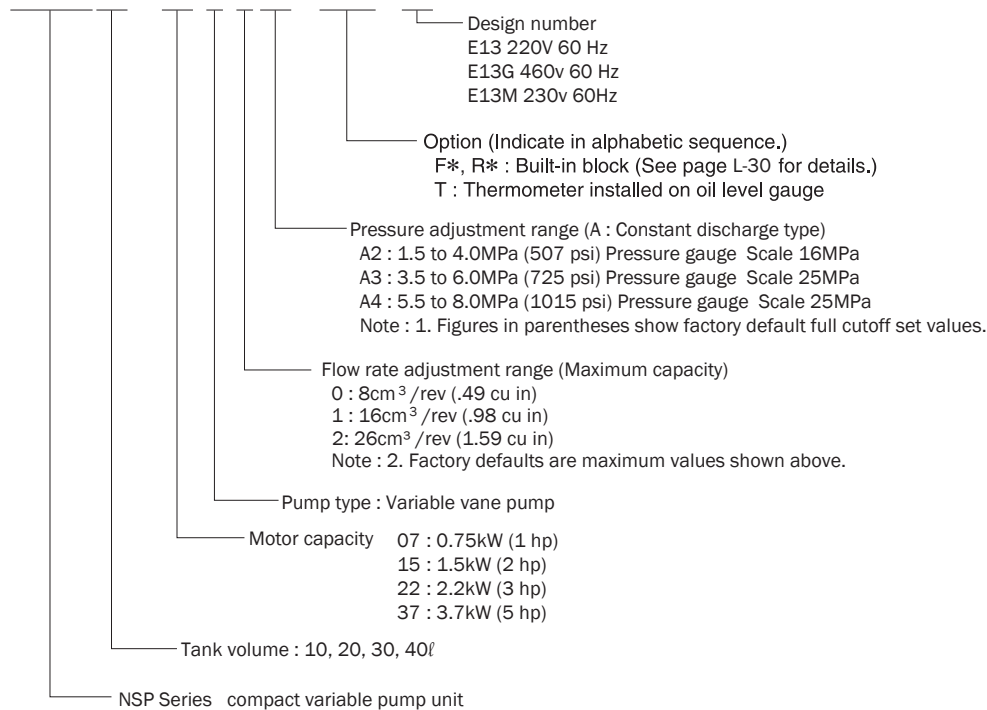 Design number
E13 220V 60 Hz
E13G 460v 60 Hz
E13M 230v 60Hz
Option (Indicate in alphabetic sequence.)
F*, R* : Built-in block (See page L-30 for details.)
T : Thermometer installed on oil level gauge
Pressure adjustment range (A : Constant discharge type)
A2 : 1.5 to 4.0MPa (507 psi) Pressure gauge Scale 16MPa
A3 : 3.5 to 6.0MPa (725 psi) Pressure gauge Scale 25MPa
A4 : 5.5 to 8.0MPa (1015 psi) Pressure gauge Scale 25MPa
Note : 1. Figures in parentheses show factory default full cutoff set values.
Flow rate adjustment range (Maximum capacity)
0 : 8cm³ /rev (.49 cu in)
1 : 16cm³ /rev (.98 cu in)
2: 26cm³ /rev (1.59 cu in)
Note : 2. Factory defaults are maximum values shown above.
Pump type : Variable vane pump
Motor capacity 07 : 0.75kW (1 hp)
15 : 1.5kW (2 hp)
22 : 2.2kW (3 hp)
37 : 3.7kW (5 hp)
Tank volume : 10, 20, 30, 40ℓ
NSP Series compact variable pump unit